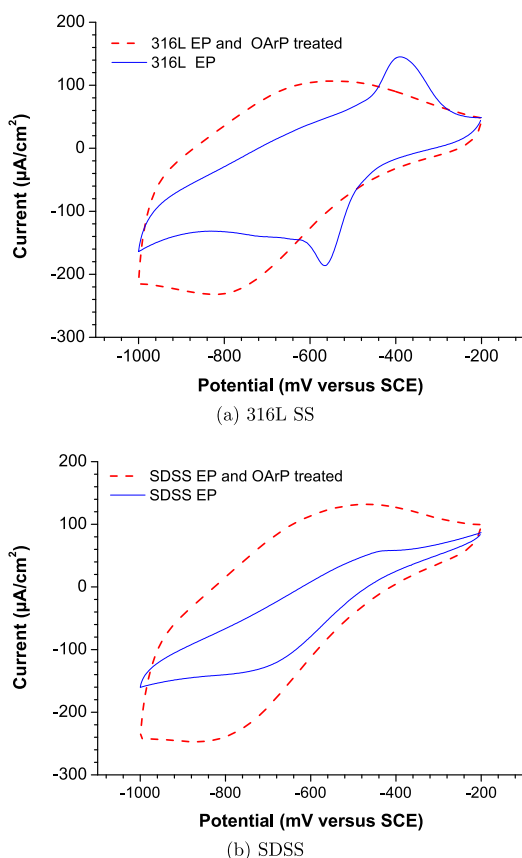 200
316L EP and OArP treated
316L EP
100
0
-100
-200
-300
Current (µA/cm²)
-1000 -800 -600 -400 -200
Potential (mV versus SCE)
(a) 316L SS
200
SDSS EP and OArP treated
SDSS EP
100
0
-100
-200
-300
Current (µA/cm²)
-1000 -800 -600 -400 -200
Potential (mV versus SCE)
(b) SDSS